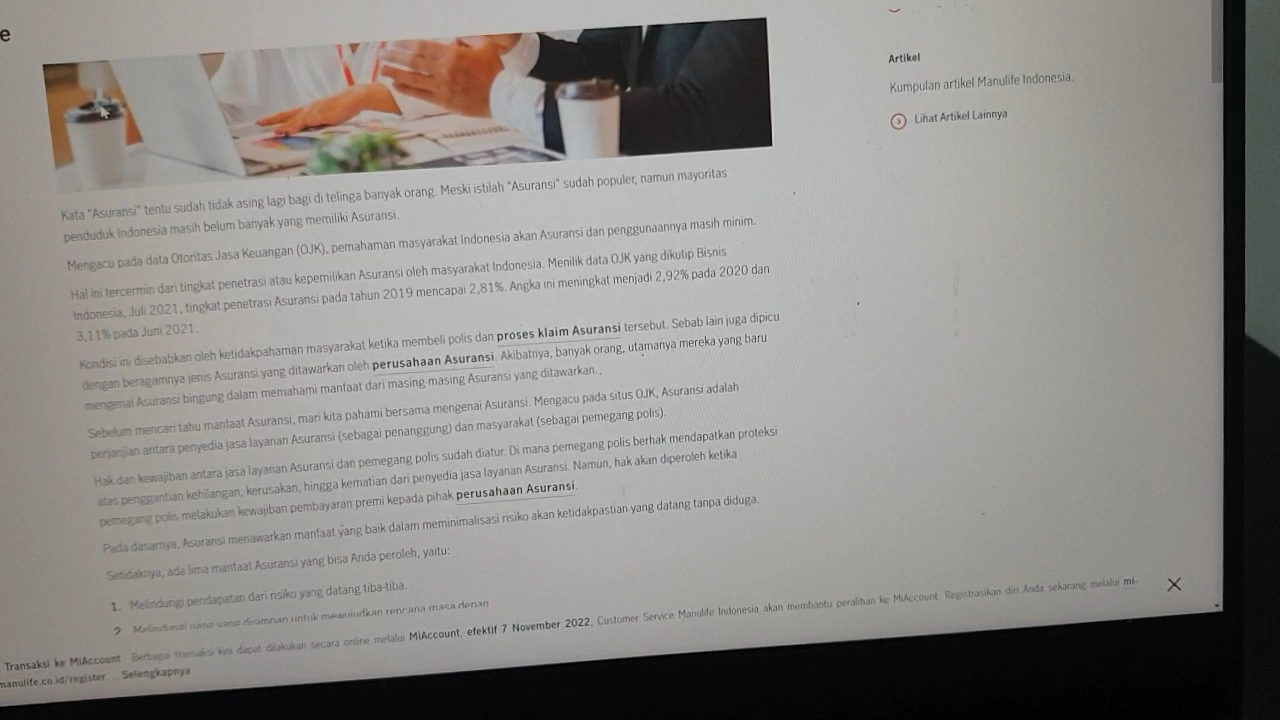 e
Artikel
Kumpulan artikel Manulife Indonesia.
Lihat Artikel Lainnya
Kata "Asuransi" tentu sudah tidak asing lagi bagi di telinga banyak orang. Meski istilah "Asuransi" sudah populer, namun mayoritas
penduduk Indonesia masih belum banyak yang memiliki Asuransi.
Mengacu pada data Otoritas Jasa Keuangan (OJK), pemahaman masyarakat Indonesia akan Asuransi dan penggunaannya masih minim.
Hal ini tercermin dari tingkat penetrasi atau kepemilikan Asuransi oleh masyarakat Indonesia. Menilik data OJK yang dikutip Bisnis
Indonesia, Juli 2021, tingkat penetrasi Asuransi pada tahun 2019 mencapai 2,81%. Angka ini meningkat menjadi 2,92% pada 2020 dan
3,11% pada Juni 2021.
Kondisi ini disebabkan oleh ketidakpahaman masyarakat ketika membeli polis dan proses klaim Asuransi tersebut. Sebab lain juga dipicu
dengan beragamnya jenis Asuransi yang ditawarkan oleh perusahaan Asuransi. Akibatnya, banyak orang, utamanya mereka yang baru
mengenal Asuransi bingung dalam memahami manfaat dari masing-masing Asuransi yang ditawarkan.
Sebelum mencari tahu manfaat Asuransi, mari kita pahami bersama mengenai Asuransi. Mengacu pada situs OJK, Asuransi adalah
perjanjian antara penyedia jasa layanan Asuransi (sebagai penanggung) dan masyarakat (sebagai pemegang polis).
Hak dan kewajiban antara jasa layanan Asuransi dan pemegang polis sudah diatur. Di mana pemegang polis berhak mendapatkan proteksi
atas penggantian kehilangan, kerusakan, hingga kematian dari penyedia jasa layanan Asuransi. Namun, hak akan diperoleh ketika
pemegang polis melakukan kewajiban pembayaran premi kepada pihak perusahaan Asuransi.
Pada dasarnya, Asuransi menawarkan manfaat yang baik dalam meminimalisasi risiko akan ketidakpastian yang datang tanpa diduga.
Setidaknya, ada lima manfaat Asuransi yang bisa Anda peroleh, yaitu:
1. Melindungi pendapatan dari risiko yang datang tiba-tiba.
2 Melindungi uang yang disimpan untuk mewujudkan rencana masa depan
Transaksi ke MiAccount Berbagai transaksi kini dapat dilakukan secara online melalui MiAccount, efektif 7 November 2022, Customer Service Manulife Indonesia akan membantu peralihan ke MiAccount. Registrasikan diri Anda sekarang melalui mi-
manulife.co.id/register. ... Selengkapnya